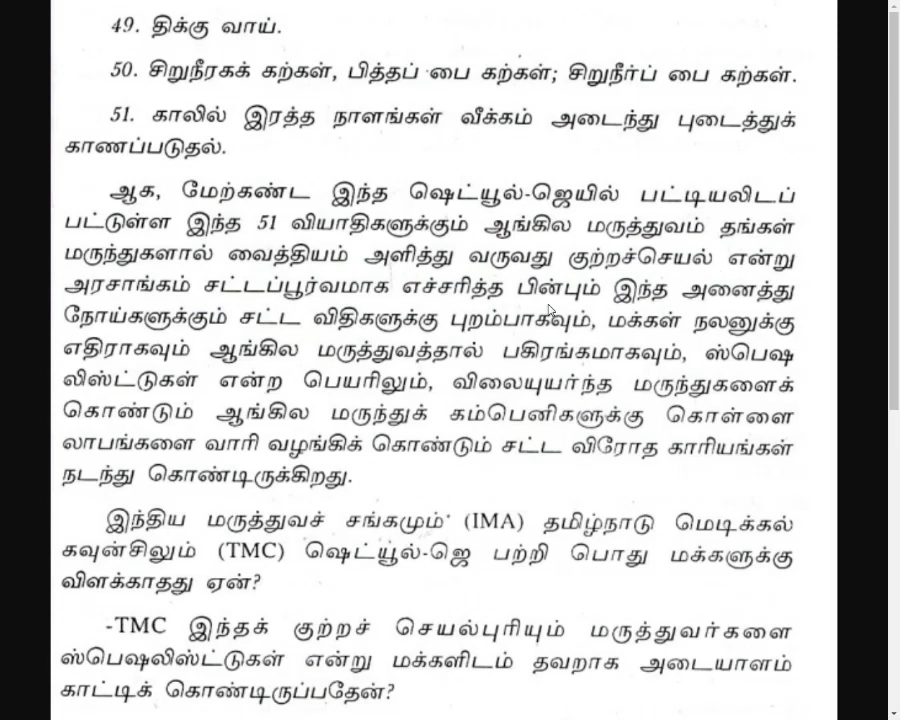 49. திக்கு வாய்.
50. சிறுநீரகக் கற்கள், பித்தப் பை கற்கள்; சிறுநீர்ப் பை கற்கள்.
51. காலில் இரத்த நாளங்கள் வீக்கம் அடைந்து புடைத்துக்
காணப்படுதல்.
ஆக, மேற்கண்ட இந்த ஷெட்யூல்-ஜெயில் பட்டியலிடப்
பட்டுள்ள இந்த 51 வியாதிகளுக்கும் ஆங்கில மருத்துவம் தங்கள்
மருந்துகளால் வைத்தியம் அளித்து வருவது குற்றச்செயல் என்று
அரசாங்கம் சட்டப்பூர்வமாக எச்சரித்த பின்பும் இந்த அனைத்து
நோய்களுக்கும் சட்ட விதிகளுக்கு புறம்பாகவும், மக்கள் நலனுக்கு
எதிராகவும் ஆங்கில மருத்துவத்தால் பகிரங்கமாகவும், ஸ்பெஷ
லிஸ்ட்டுகள் என்ற பெயரிலும், விலையுயர்ந்த மருந்துகளைக்
கொண்டும் ஆங்கில மருந்துக் கம்பெனிகளுக்கு கொள்ளை
லாபங்களை வாரி வழங்கிக் கொண்டும் சட்ட விரோத காரியங்கள்
நடந்து கொண்டிருக்கிறது.
இந்திய மருத்துவச் சங்கமும் (IMA) தமிழ்நாடு மெடிக்கல்
கவுன்சிலும் (TMC) ஷெட்யூல்-ஜெ பற்றி பொது மக்களுக்கு
விளக்காதது ஏன்?
-TMC இந்தக் குற்றச் செயல்புரியும் மருத்துவர்களை
ஸ்பெஷலிஸ்ட்டுகள் என்று மக்களிடம் தவறாக அடையாளம்
காட்டிக் கொண்டிருப்பதேன்?